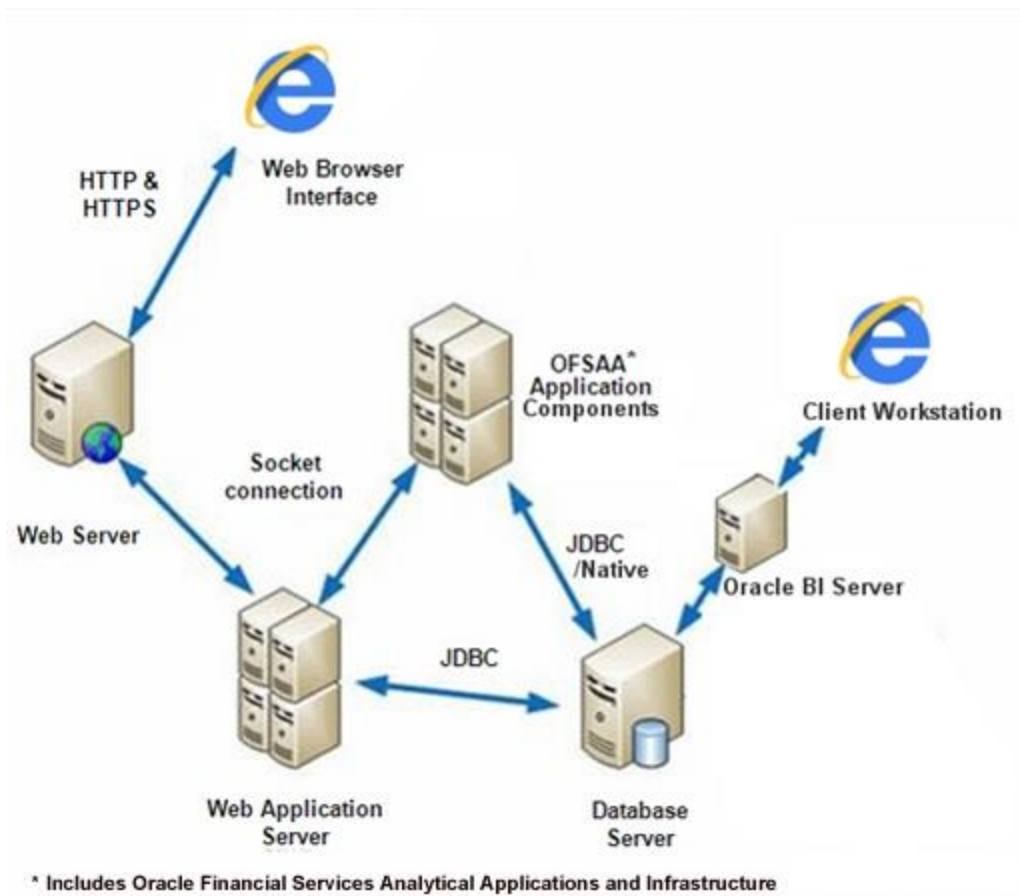 Web Browser
Interface
HTTP &
HTTPS
OFSAA*
Application
Components
Client Workstation
Socket
connection
Web Server
JDBC
/Native
Oracle BI Server
JDBC
Web Application
Server
Database
Server
* Includes Oracle Financial Services Analytical Applications and Infrastructure